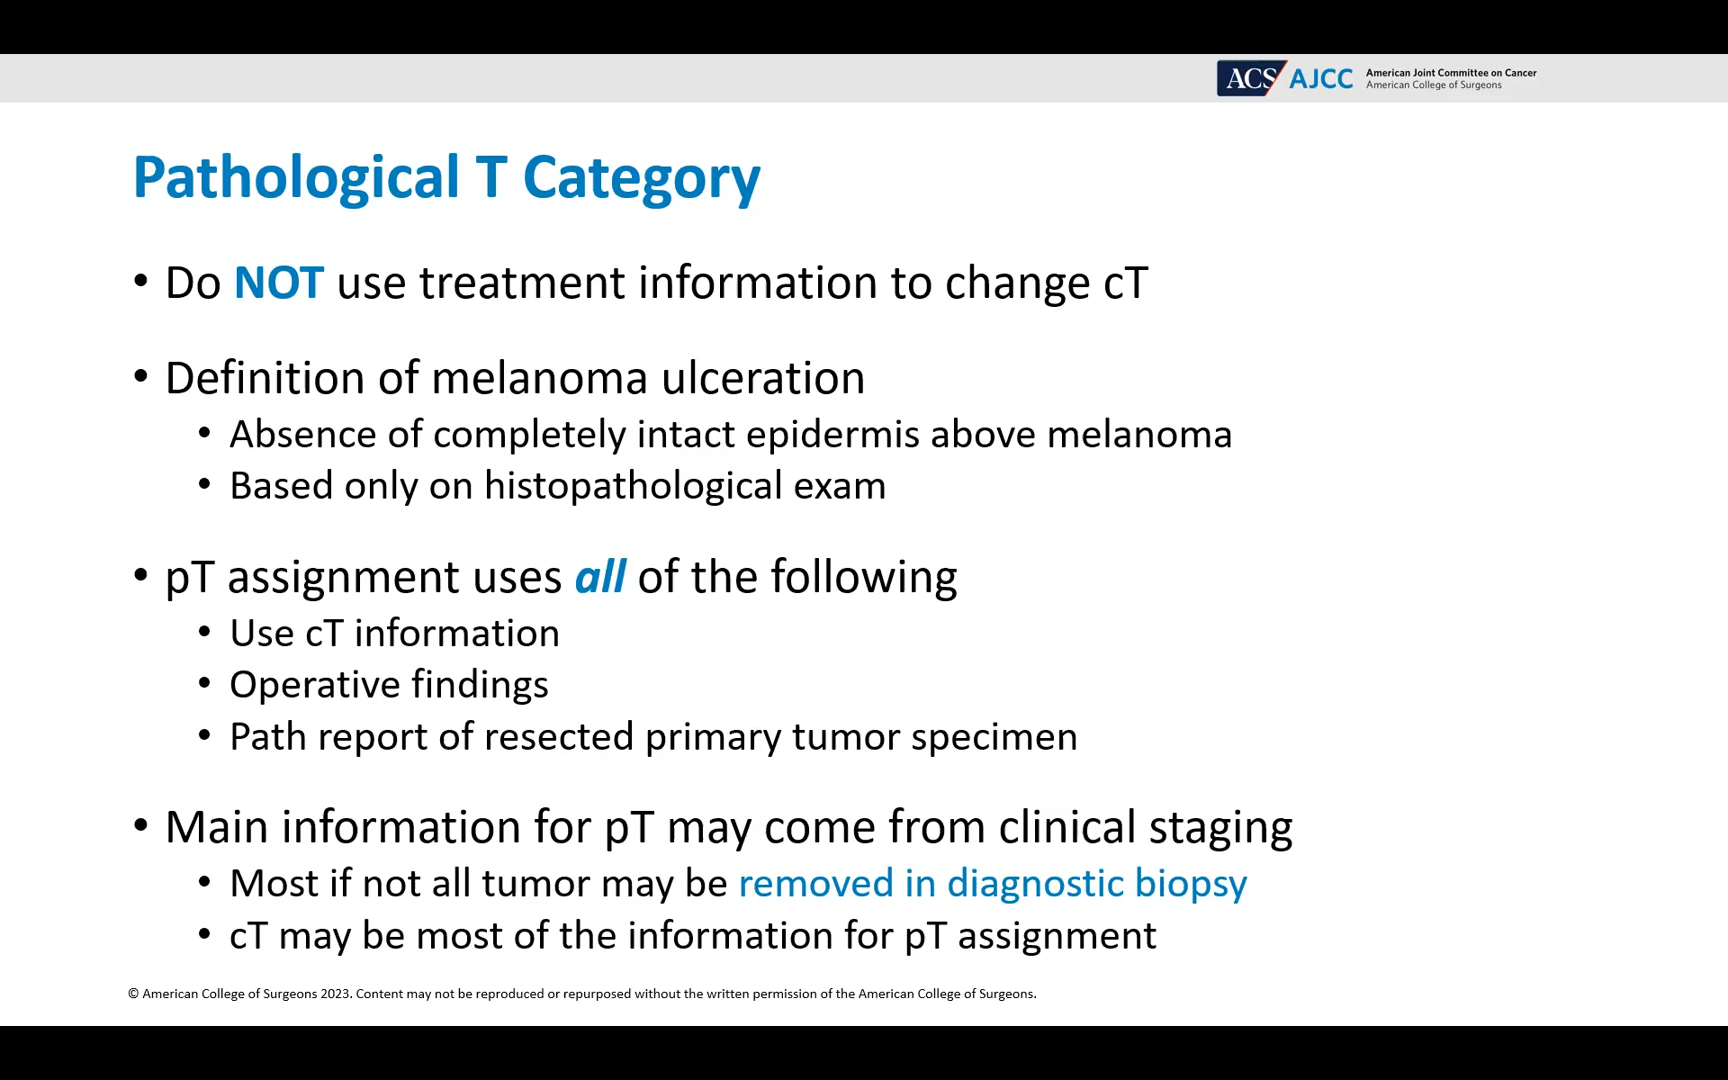 ACS AJCC American Joint Committee on Cancer
American College of Surgeons
Pathological T Category
• Do NOT use treatment information to change cT
• Definition of melanoma ulceration
• Absence of completely intact epidermis above melanoma
• Based only on histopathological exam
• pT assignment uses all of the following
• Use cT information
• Operative findings
• Path report of resected primary tumor specimen
• Main information for pT may come from clinical staging
• Most if not all tumor may be removed in diagnostic biopsy
• cT may be most of the information for pT assignment
© American College of Surgeons 2023. Content may not be reproduced or repurposed without the written permission of the American College of Surgeons.